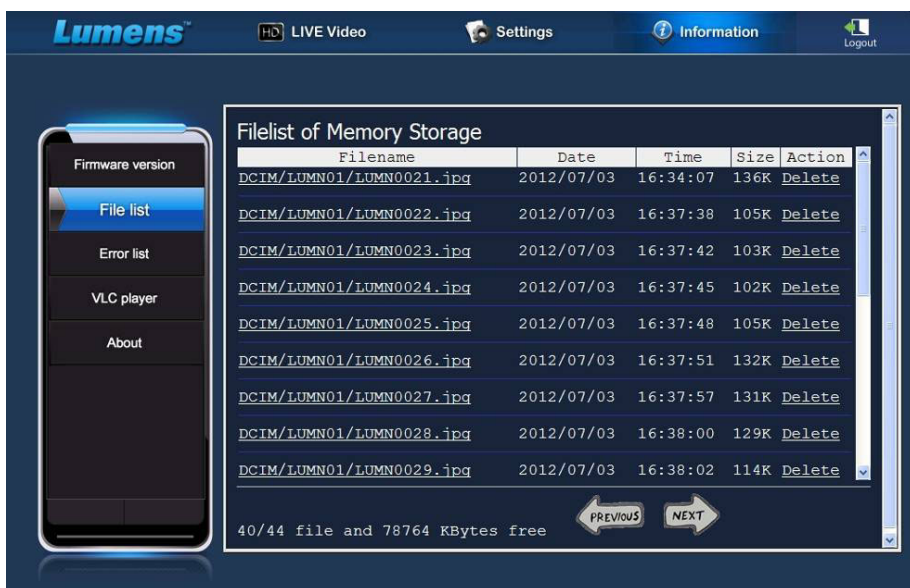 Lumens™ HD LIVE Video Settings i Information Logout
Firmware version
File list
Error list
VLC player
About
Filelist of Memory Storage
Filename Date Time Size Action
DCIM/LUMN01/LUMN0021.jpg 2012/07/03 16:34:07 136K Delete
DCIM/LUMN01/LUMN0022.jpg 2012/07/03 16:37:38 105K Delete
DCIM/LUMN01/LUMN0023.jpg 2012/07/03 16:37:42 103K Delete
DCIM/LUMN01/LUMN0024.jpg 2012/07/03 16:37:45 102K Delete
DCIM/LUMN01/LUMN0025.jpg 2012/07/03 16:37:48 105K Delete
DCIM/LUMN01/LUMN0026.jpg 2012/07/03 16:37:51 132K Delete
DCIM/LUMN01/LUMN0027.jpg 2012/07/03 16:37:57 131K Delete
DCIM/LUMN01/LUMN0028.jpg 2012/07/03 16:38:00 129K Delete
DCIM/LUMN01/LUMN0029.jpg 2012/07/03 16:38:02 114K Delete
40/44 file and 78764 KBytes free PREVIOUS NEXT